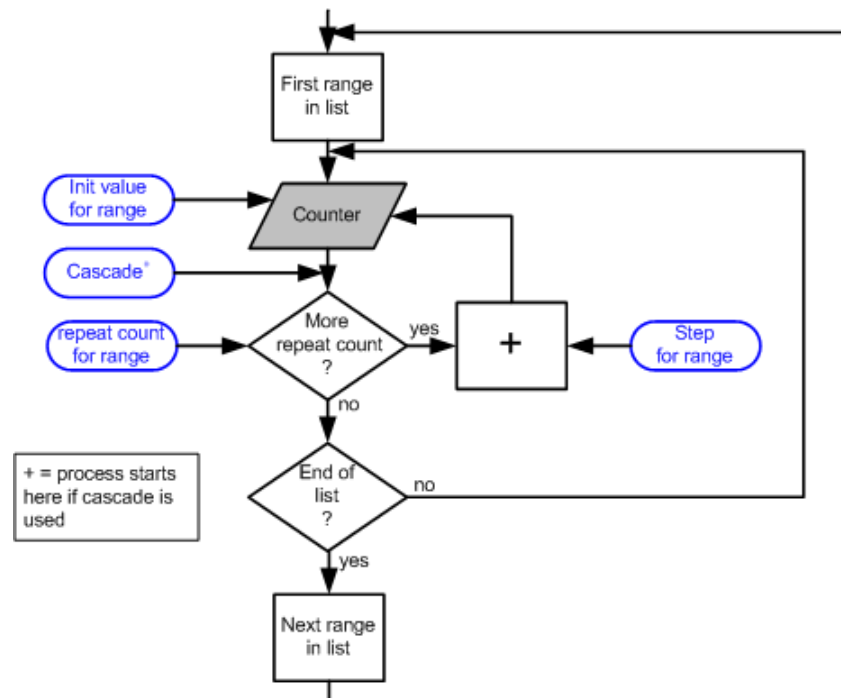 First range
in list
Init value
for range
Counter
Cascade+
repeat count
for range
More
repeat count
?
yes
+
Step
for range
no
+ = process starts
here if cascade is
used
End of
list
?
no
yes
Next range
in list